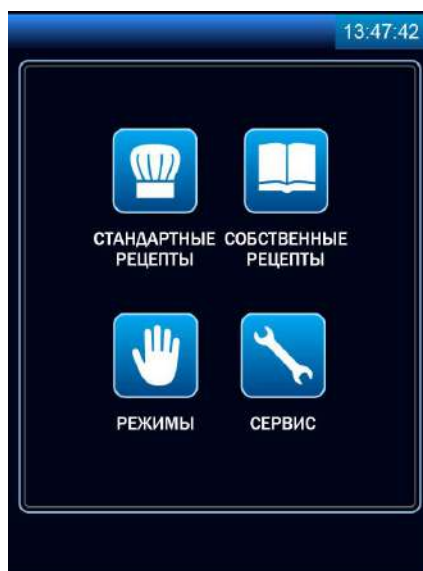 13:47:42
СТАНДАРТНЫЕ
РЕЦЕПТЫ
СОБСТВЕННЫЕ
РЕЦЕПТЫ
РЕЖИМЫ
СЕРВИС